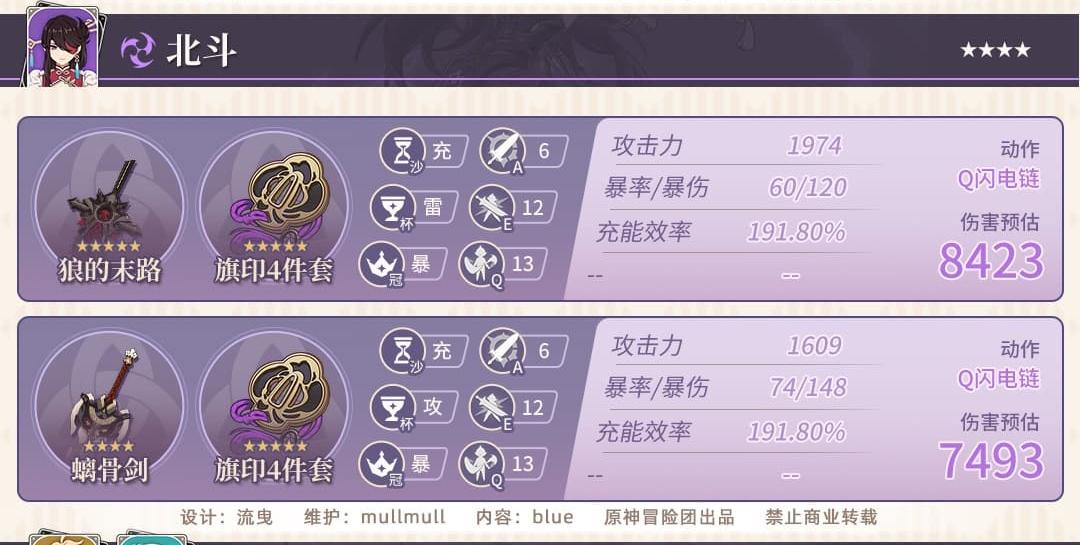 北斗
狼的末路
旗印4件套
沙 充
A 6
杯 雷
E 12
冠 暴
Q 13
攻击力 1974
暴率/暴伤 60/120
充能效率 191.80%
-- --
动作
Q闪电链
伤害预估
8423
螭骨剑
旗印4件套
沙 充
A 6
杯 攻
E 12
冠 暴
Q 13
攻击力 1609
暴率/暴伤 74/148
充能效率 191.80%
-- --
动作
Q闪电链
伤害预估
7493
设计：流曳 维护：mullmull 内容：blue 原神冒险团出品 禁止商业转载